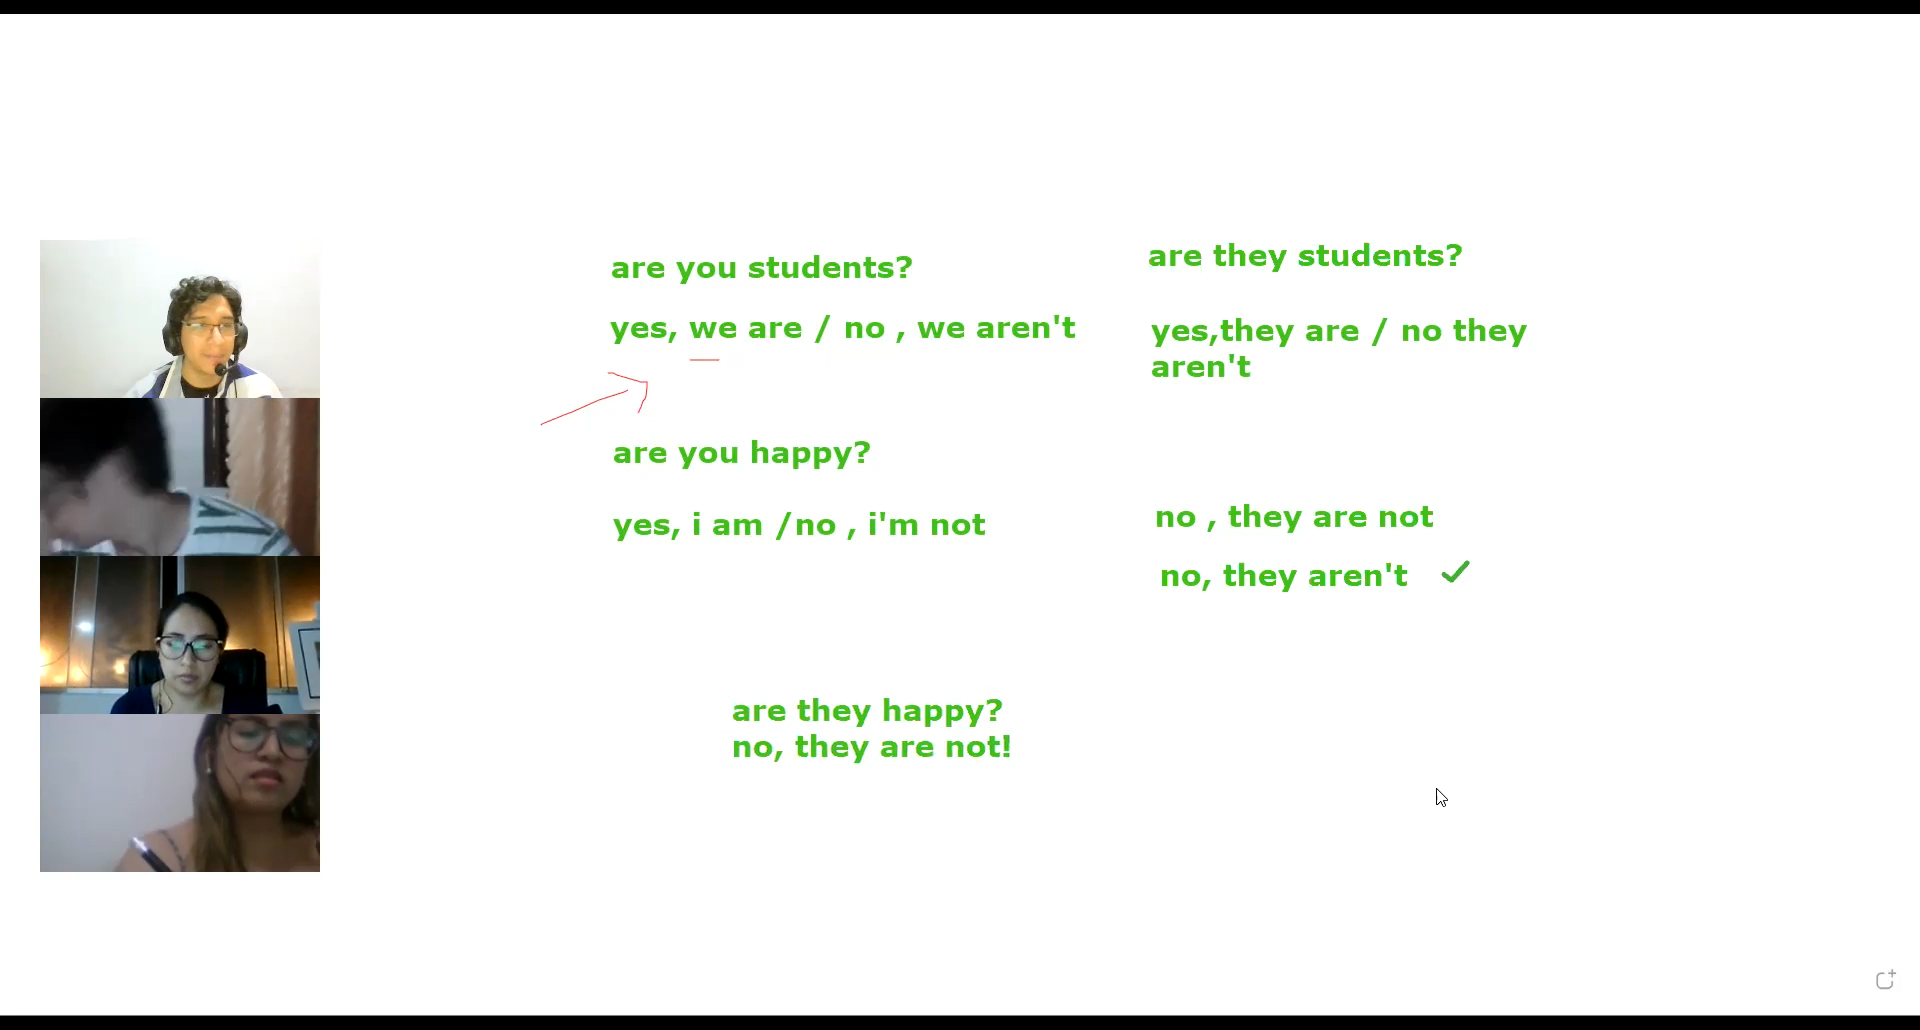 are you students?
yes, we are / no , we aren't
are you happy?
yes, i am /no , i'm not
are they students?
yes,they are / no they
aren't
no , they are not
no, they aren't
are they happy?
no, they are not!